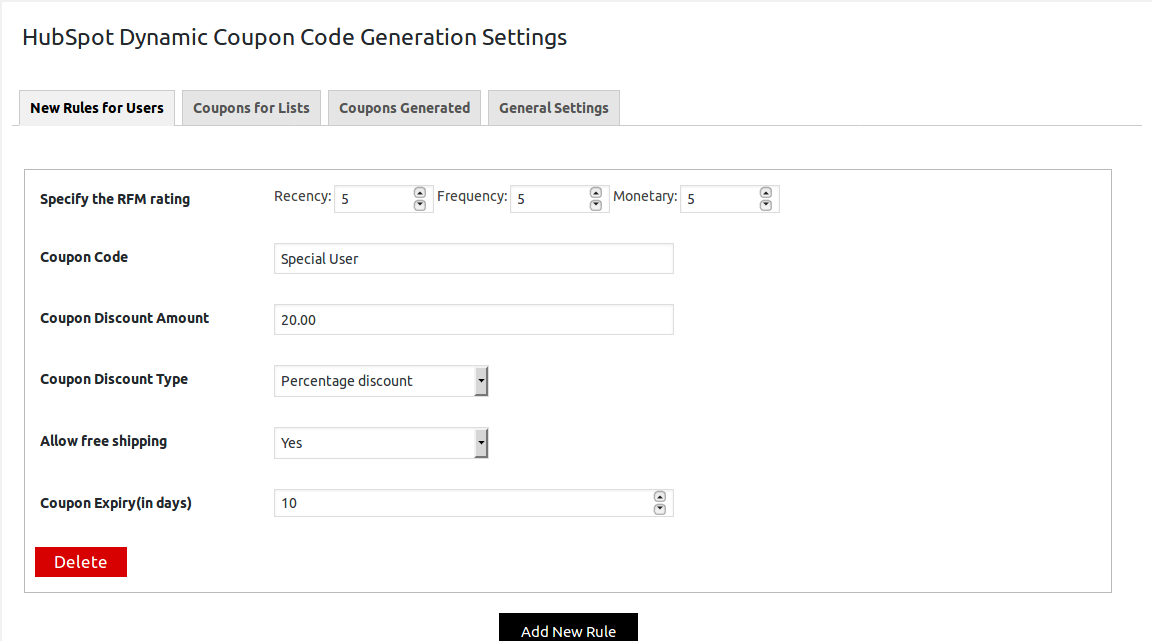 HubSpot Dynamic Coupon Code Generation Settings
New Rules for Users Coupons for Lists Coupons Generated General Settings
Specify the RFM rating Recency: 5 Frequency: 5 Monetary: 5
Coupon Code Special User
Coupon Discount Amount 20.00
Coupon Discount Type Percentage discount
Allow free shipping Yes
Coupon Expiry(in days) 10
Delete
Add New Rule